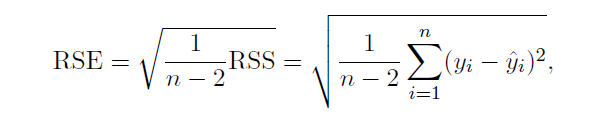 RSE = √(1/(n − 2) RSS) = √(1/(n − 2) ∑_{i=1}^{n} (y_i − ŷ_i)²),